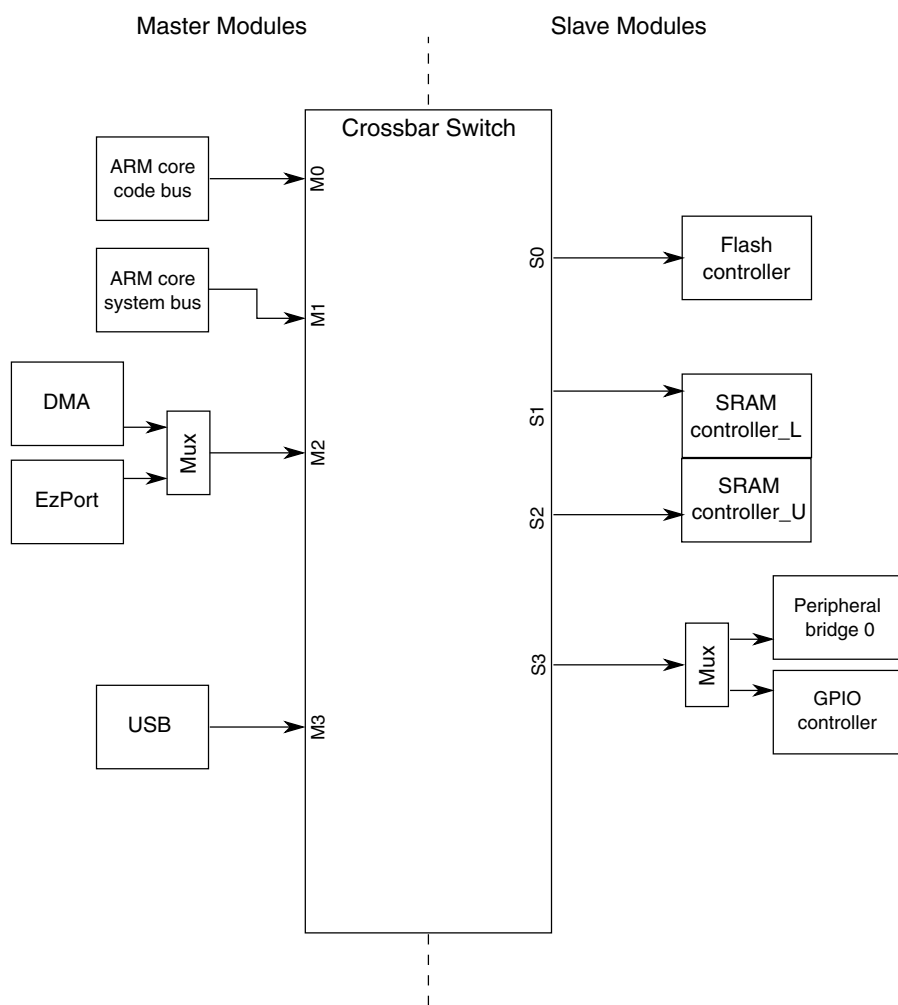 Master Modules
Slave Modules
Crossbar Switch
ARM core
code bus
M0
ARM core
system bus
M1
DMA
EzPort
Mux
M2
USB
M3
S0
Flash
controller
S1
SRAM
controller_L
S2
SRAM
controller_U
S3
Mux
Peripheral
bridge 0
GPIO
controller